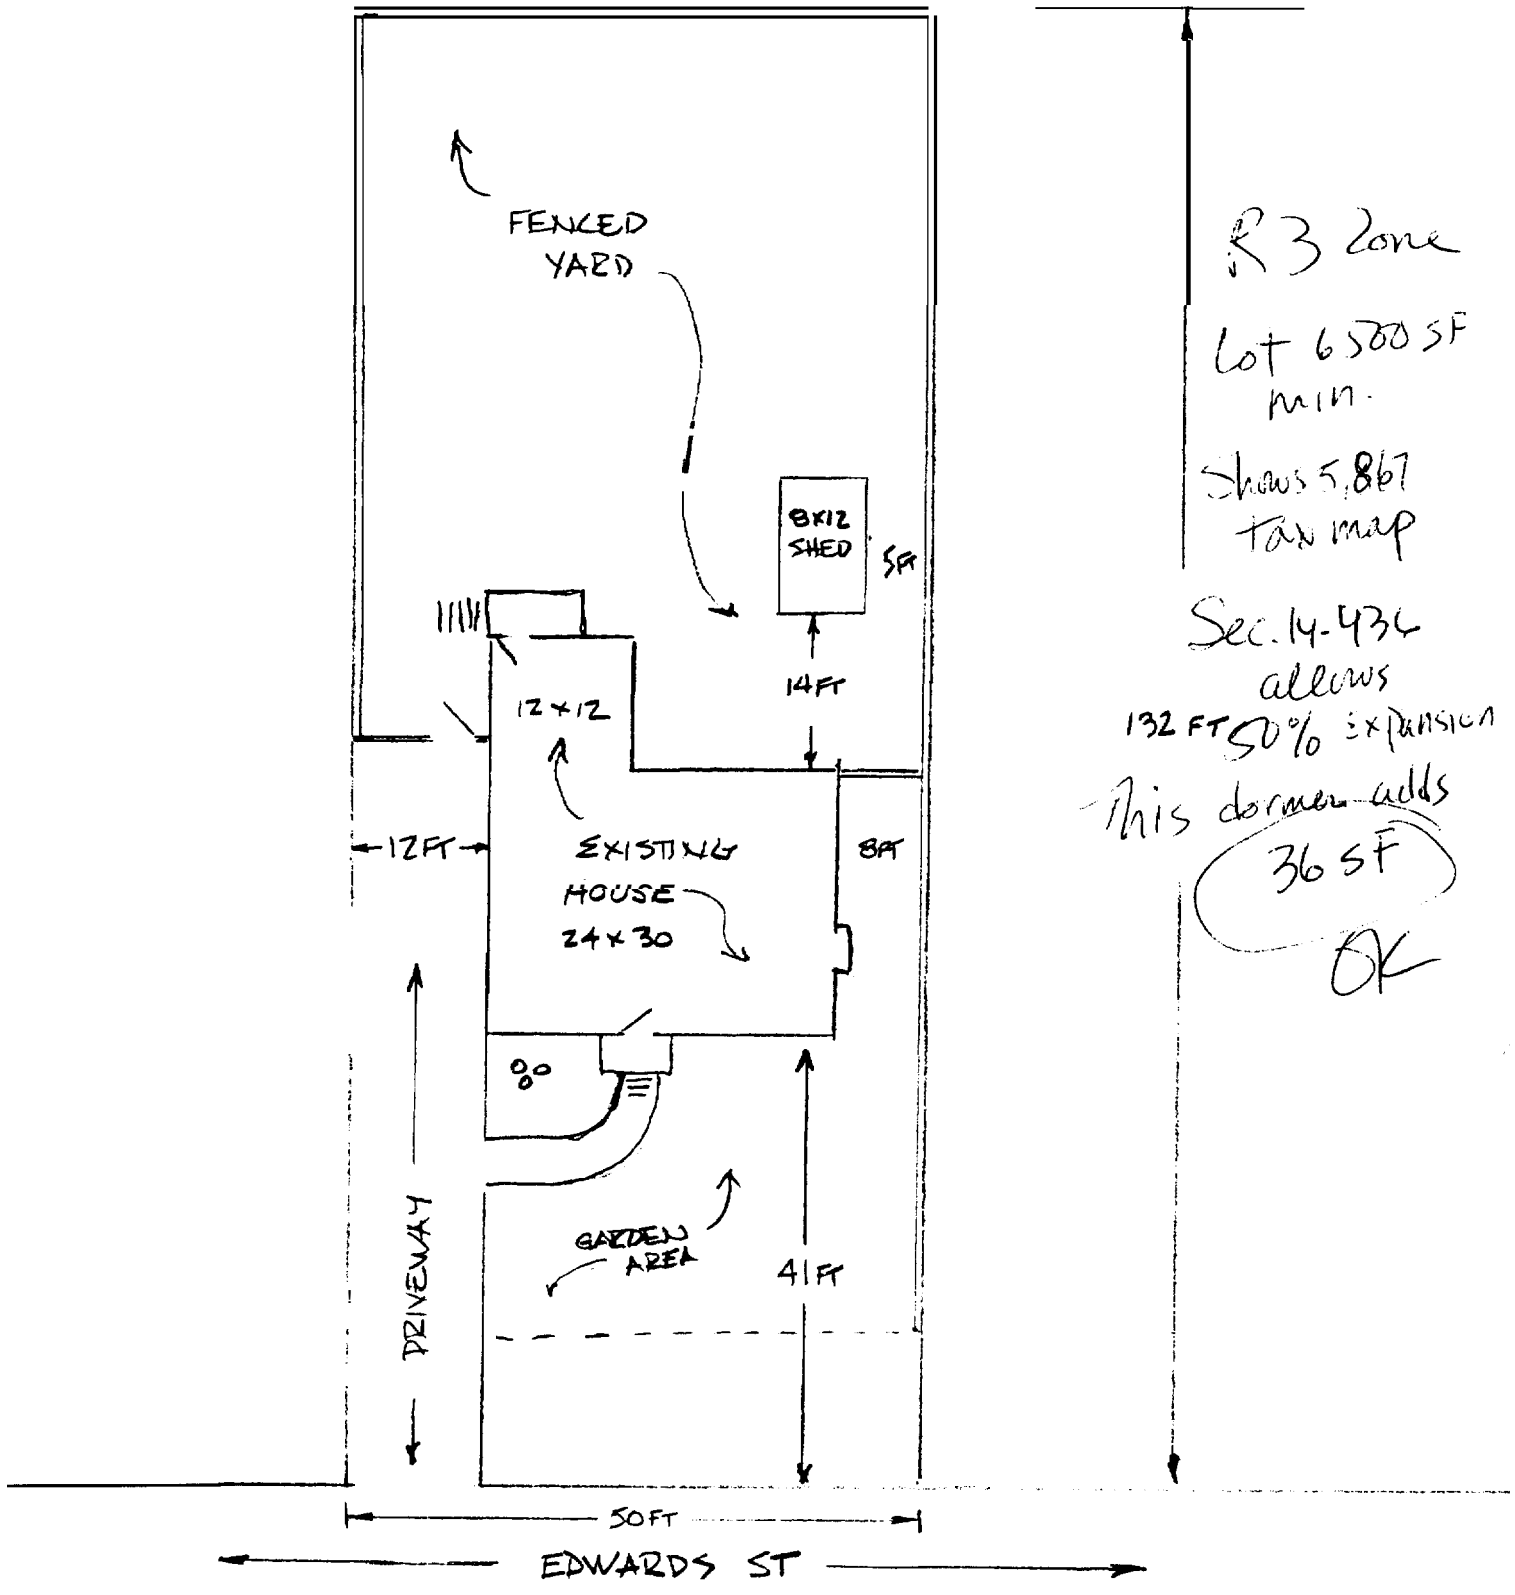 FENCED
YARD
8X12
SHED
5FT
14FT
12x12
12FT
EXISTING
HOUSE
24x30
8FT
DRIVEWAY
GARDEN
AREA
41FT
50FT
EDWARDS ST
R3 Zone
Lot 6500 SF
min.
Shows 5,867
tax map
Sec. 14-436
allows
132 FT
50% Expansion
This dormer adds
36 SF
OK